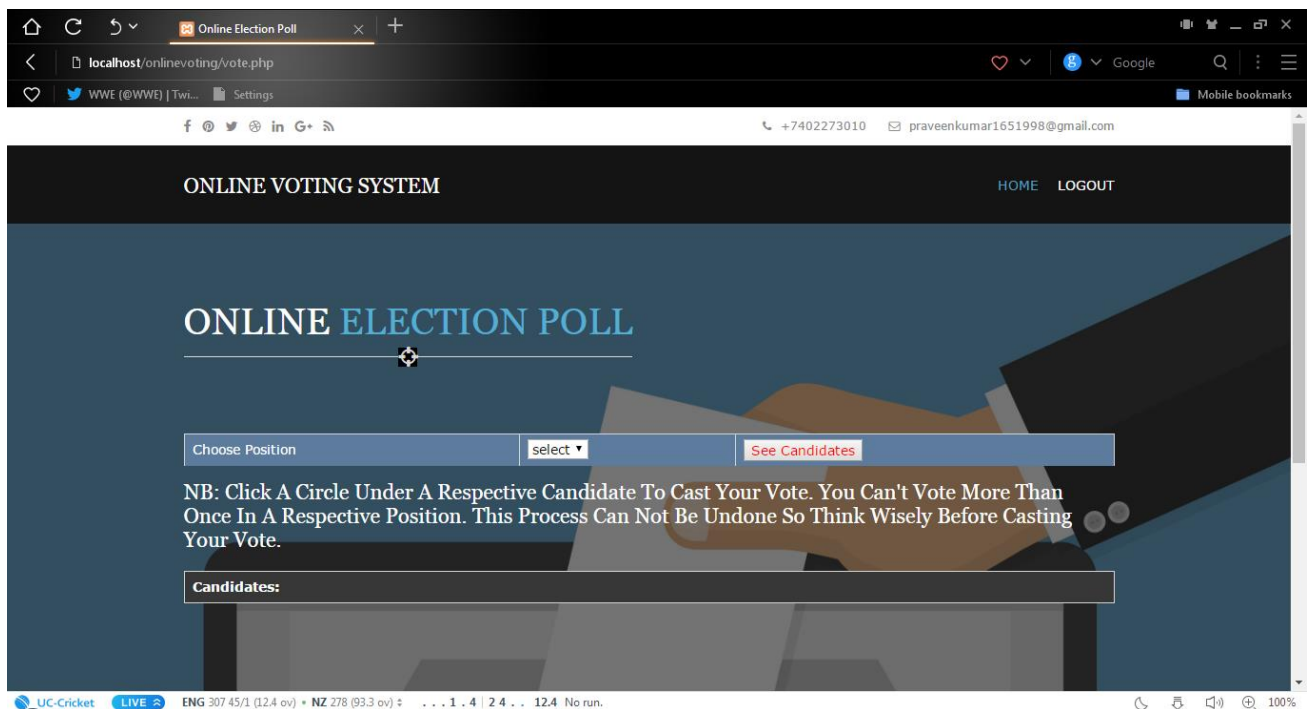 Online Election Poll
localhost/onlinevoting/vote.php
Google
WWE (@WWE) | Twi...
Settings
Mobile bookmarks
+7402273010
praveenkumar1651998@gmail.com
ONLINE VOTING SYSTEM
HOME
LOGOUT
ONLINE ELECTION POLL
Choose Position
select
See Candidates
NB: Click A Circle Under A Respective Candidate To Cast Your Vote. You Can't Vote More Than
Once In A Respective Position. This Process Can Not Be Undone So Think Wisely Before Casting
Your Vote.
Candidates:
UC-Cricket
LIVE
ENG 307 45/1 (12.4 ov) • NZ 278 (93.3 ov) . . . 1 . 4 | 2 4 . . 12.4 No run.
100%